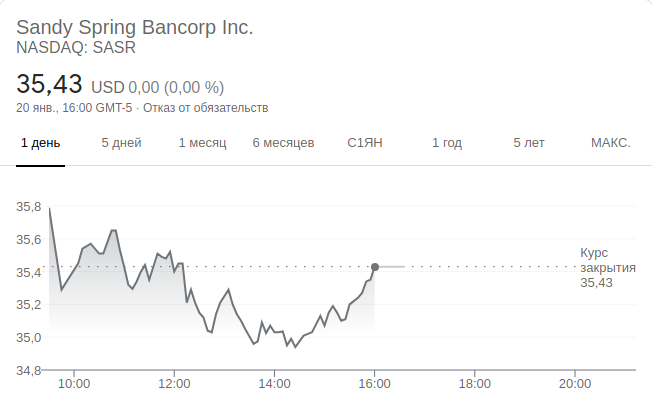 Sandy Spring Bancorp Inc.
NASDAQ: SASR
35,43 USD 0,00 (0,00 %)
20 янв., 16:00 GMT-5 · Отказ от обязательств
1 день 5 дней 1 месяц 6 месяцев С1ЯН 1 год 5 лет МАКС.
35,8
35,6
Курс
закрытия
35,43
35,4
35,2
35,0
34,8
10:00 12:00 14:00 16:00 18:00 20:00